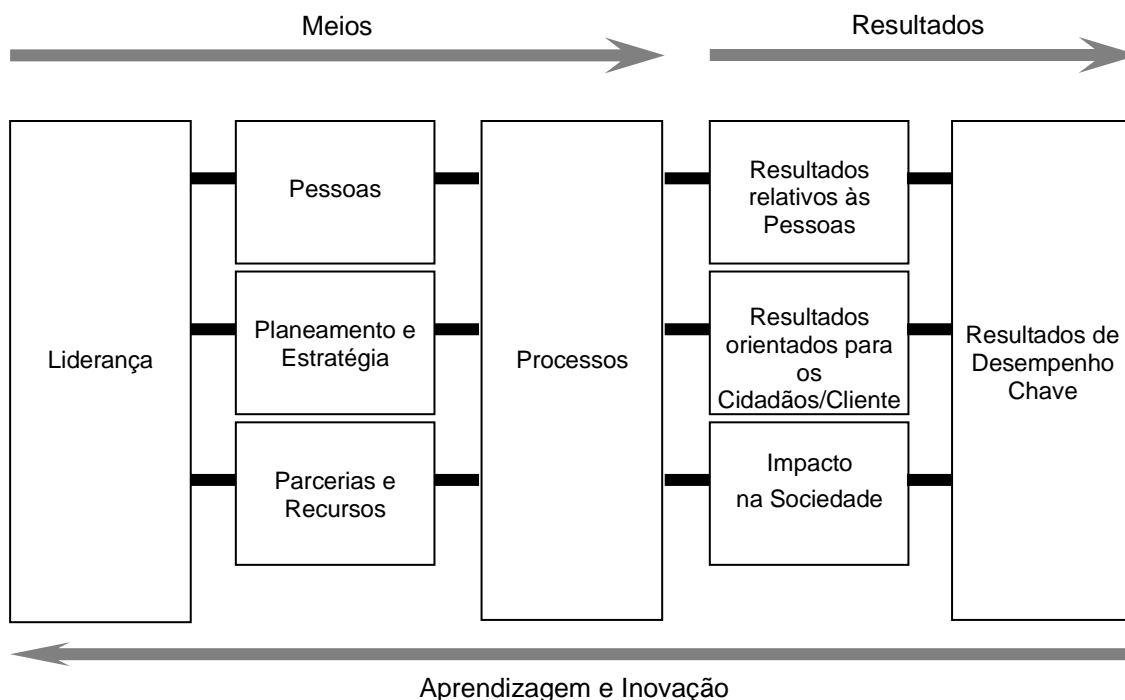 Meios
Resultados
Liderança
Pessoas
Planeamento e
Estratégia
Parcerias e
Recursos
Processos
Resultados
relativos às
Pessoas
Resultados
orientados para
os
Cidadãos/Cliente
Impacto
na Sociedade
Resultados de
Desempenho
Chave
Aprendizagem e Inovação